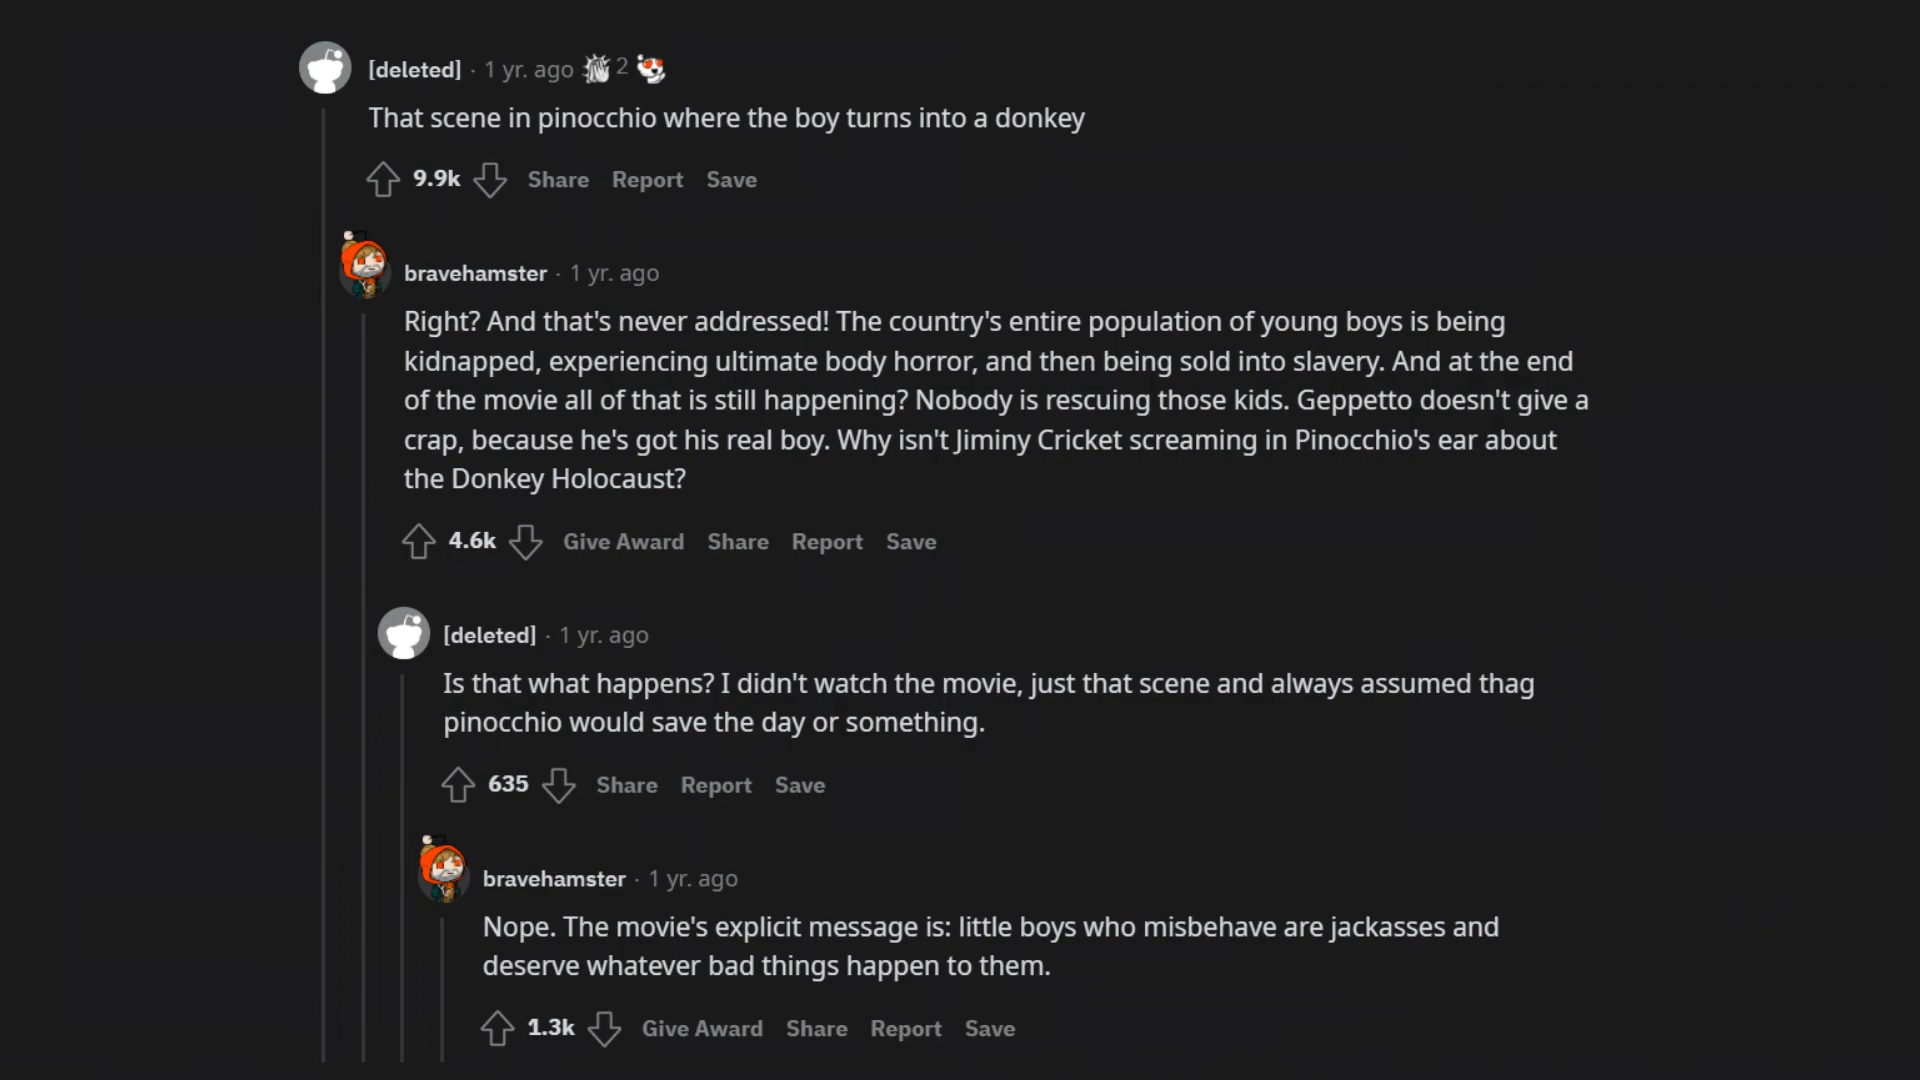 [deleted] · 1 yr. ago 2
That scene in pinocchio where the boy turns into a donkey
9.9k Share Report Save
bravehamster · 1 yr. ago
Right? And that's never addressed! The country's entire population of young boys is being
kidnapped, experiencing ultimate body horror, and then being sold into slavery. And at the end
of the movie all of that is still happening? Nobody is rescuing those kids. Geppetto doesn't give a
crap, because he's got his real boy. Why isn't Jiminy Cricket screaming in Pinocchio's ear about
the Donkey Holocaust?
4.6k Give Award Share Report Save
[deleted] · 1 yr. ago
Is that what happens? I didn't watch the movie, just that scene and always assumed thag
pinocchio would save the day or something.
635 Share Report Save
bravehamster · 1 yr. ago
Nope. The movie's explicit message is: little boys who misbehave are jackasses and
deserve whatever bad things happen to them.
1.3k Give Award Share Report Save